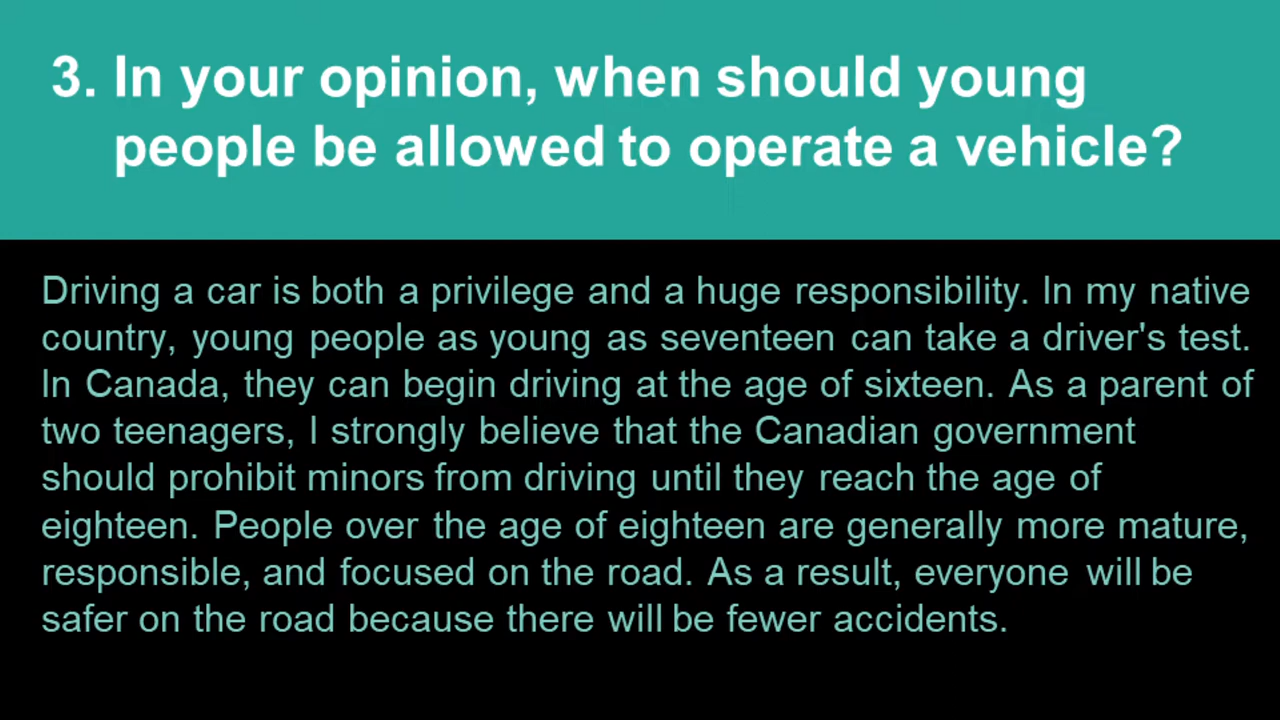 3. In your opinion, when should young
people be allowed to operate a vehicle?
Driving a car is both a privilege and a huge responsibility. In my native
country, young people as young as seventeen can take a driver's test.
In Canada, they can begin driving at the age of sixteen. As a parent of
two teenagers, I strongly believe that the Canadian government
should prohibit minors from driving until they reach the age of
eighteen. People over the age of eighteen are generally more mature,
responsible, and focused on the road. As a result, everyone will be
safer on the road because there will be fewer accidents.